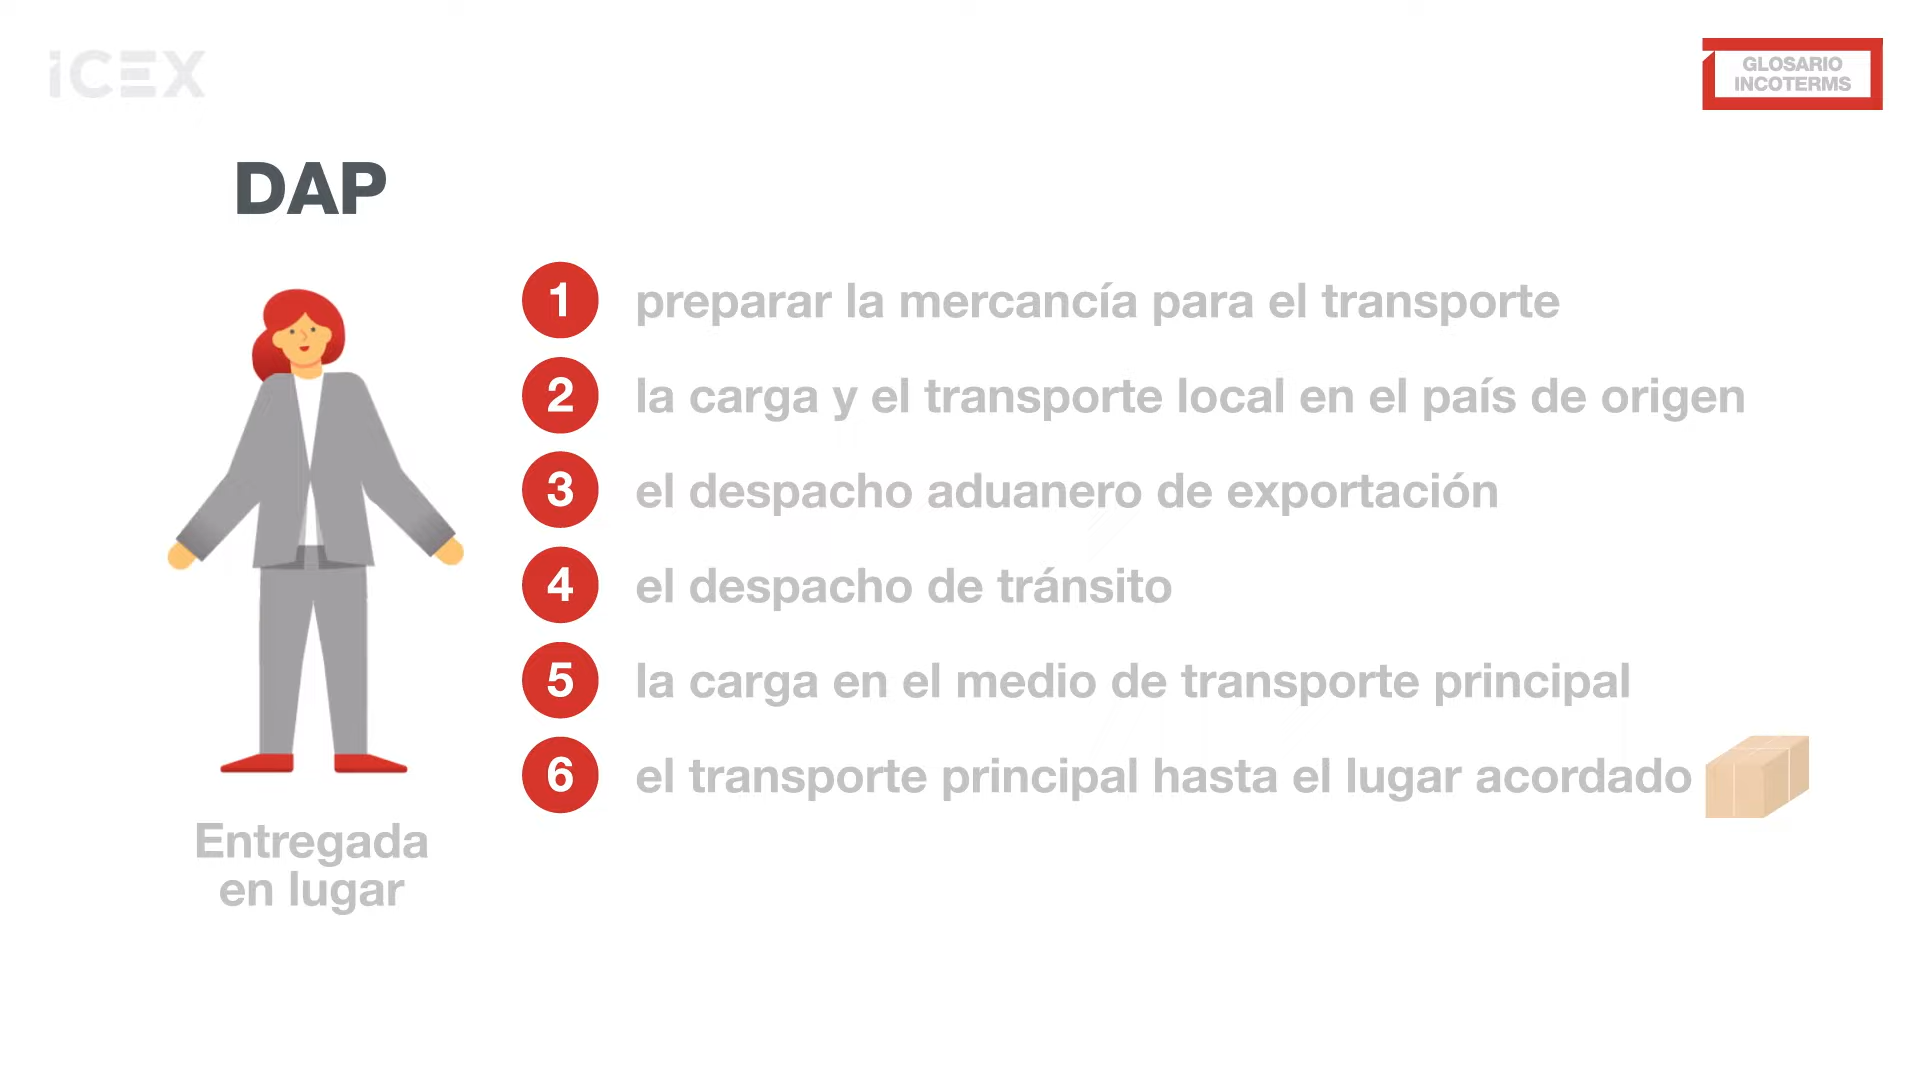 iCEX
GLOSARIO
INCOTERMS
DAP
1 preparar la mercancía para el transporte
2 la carga y el transporte local en el país de origen
3 el despacho aduanero de exportación
4 el despacho de tránsito
5 la carga en el medio de transporte principal
6 el transporte principal hasta el lugar acordado
Entregada
en lugar